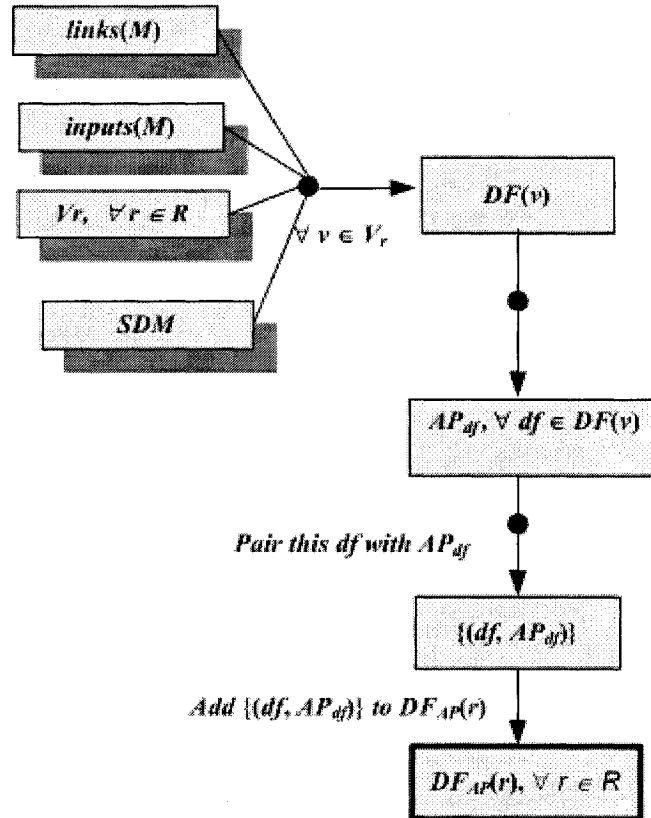 links(M)
inputs(M)
Vr, ∀ r ∈ R
SDM
∀ v ∈ Vr
DF(v)
APdf, ∀ df ∈ DF(v)
Pair this df with APdf
{(df, APdf)}
Add {(df, APdf)} to DFAP(r)
DFAP(r), ∀ r ∈ R